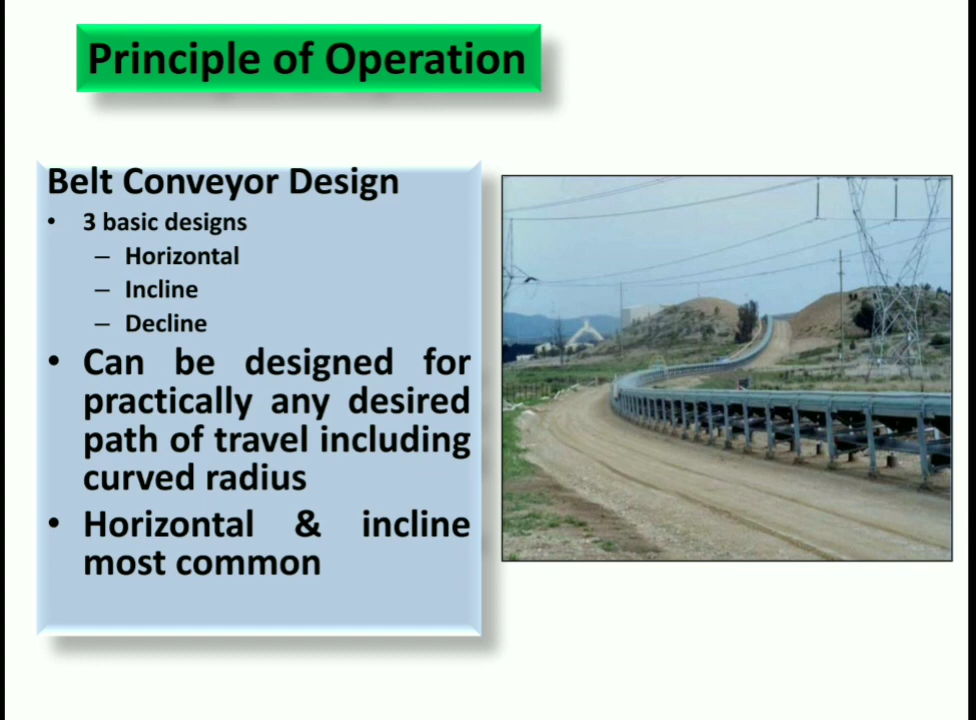 Principle of Operation
Belt Conveyor Design
• 3 basic designs
– Horizontal
– Incline
– Decline
• Can be designed for
practically any desired
path of travel including
curved radius
• Horizontal & incline
most common